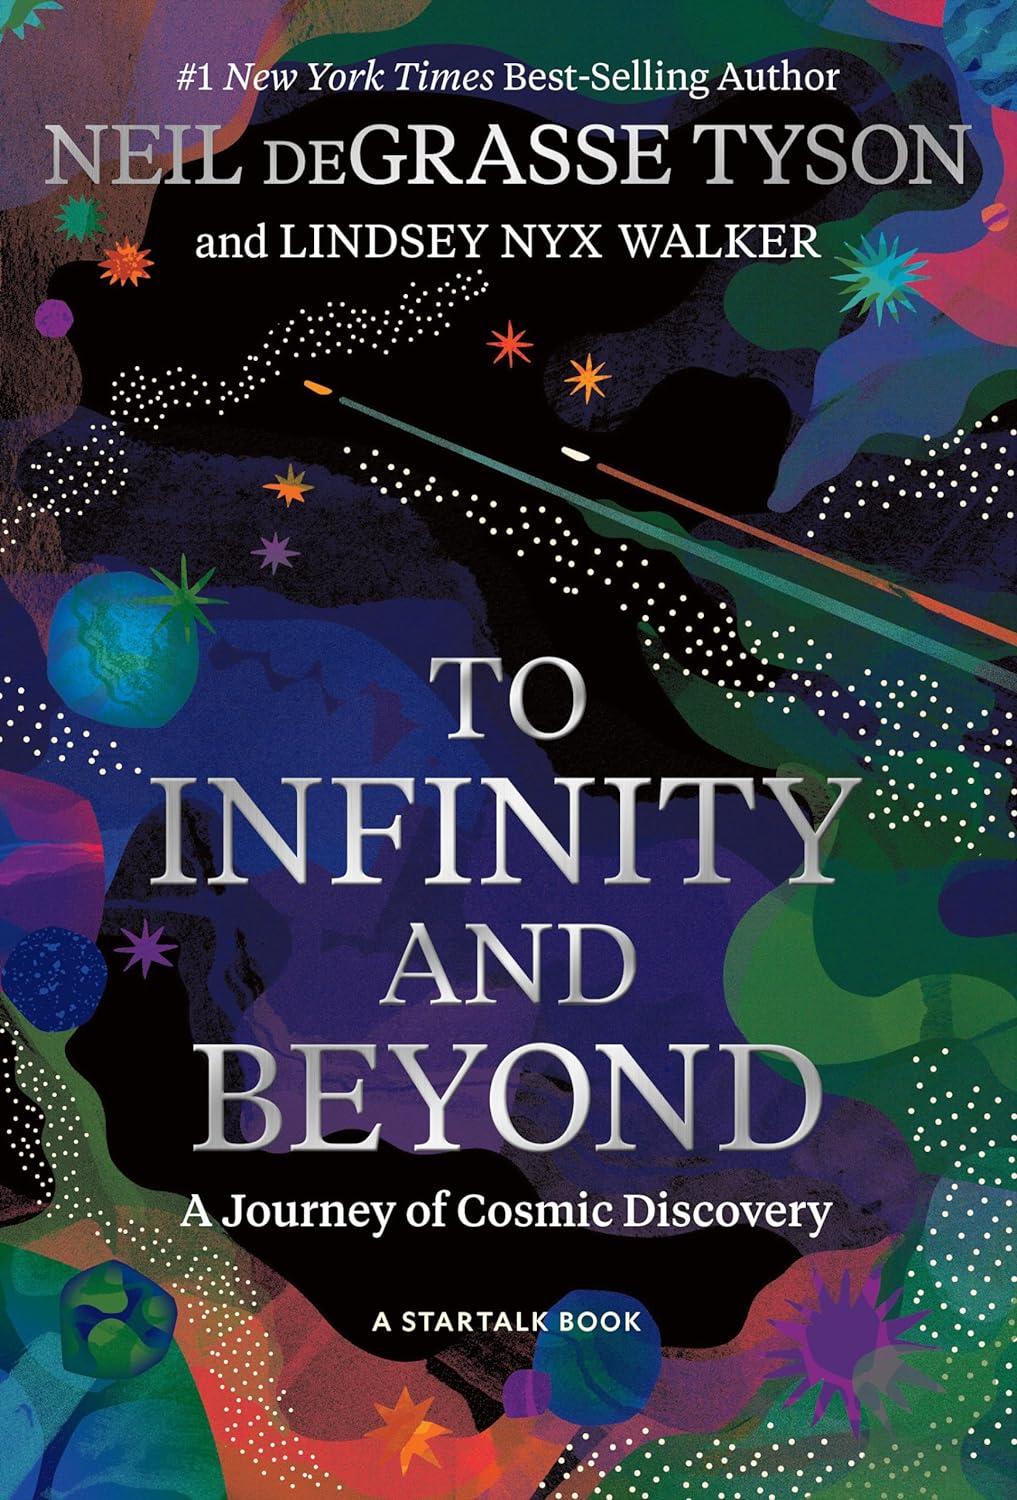 #1 New York Times Best-Selling Author
NEIL DEGRASSE TYSON
and LINDSEY NYX WALKER
TO
INFINITY
AND
BEYOND
A Journey of Cosmic Discovery
A STARTALK BOOK